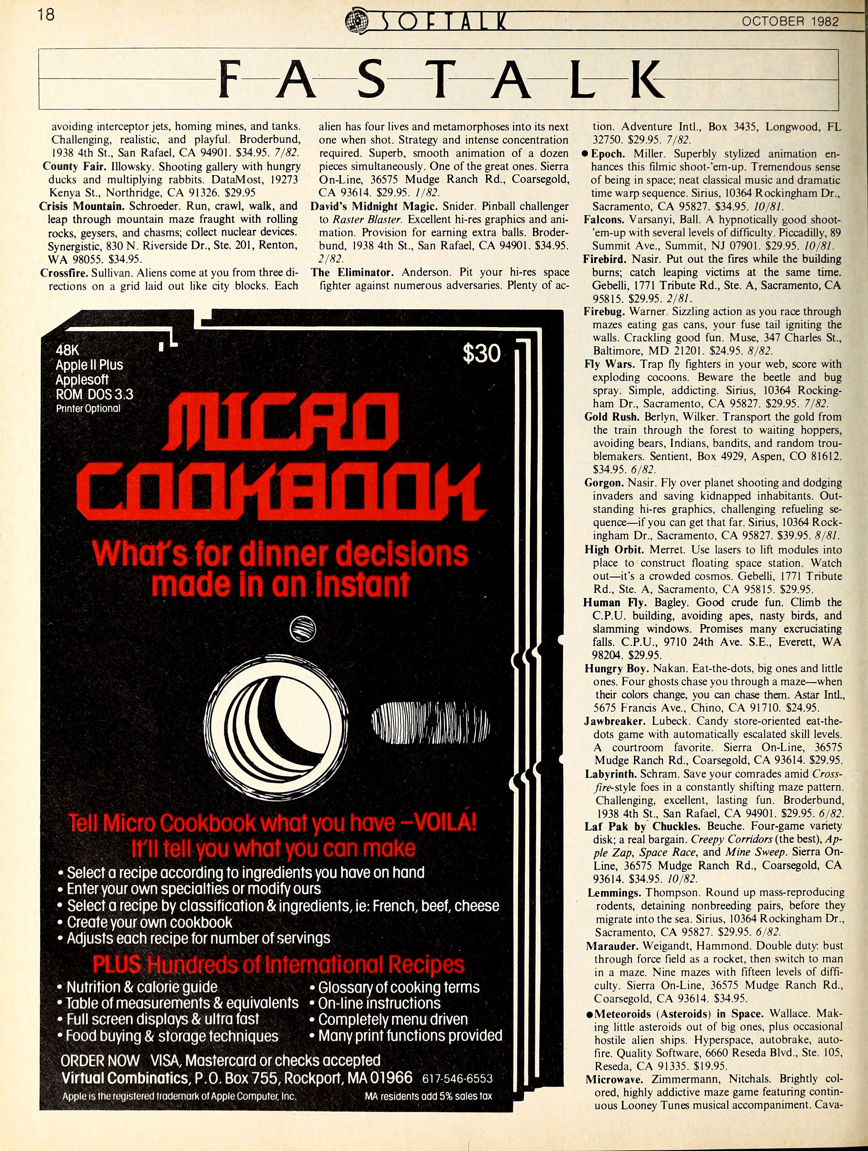 18
SOFTALK
OCTOBER 1982
FASTALK
avoiding interceptor jets, homing mines, and tanks.
Challenging, realistic, and playful. Broderbund,
1938 4th St., San Rafael, CA 94901. $34.95. 7/82.
County Fair. Illowsky. Shooting gallery with hungry
ducks and multiplying rabbits. DataMost, 19273
Kenya St., Northridge, CA 91326. $29.95
Crisis Mountain. Schroeder. Run, crawl, walk, and
leap through mountain maze fraught with rolling
rocks, geysers, and chasms; collect nuclear devices.
Synergistic, 830 N. Riverside Dr., Ste. 201, Renton,
WA 98055. $34.95.
Crossfire. Sullivan. Aliens come at you from three di-
rections on a grid laid out like city blocks. Each
alien has four lives and metamorphoses into its next
one when shot. Strategy and intense concentration
required. Superb, smooth animation of a dozen
pieces simultaneously. One of the great ones. Sierra
On-Line, 36575 Mudge Ranch Rd., Coarsegold,
CA 93614. $29.95. 1/82.
David's Midnight Magic. Snider. Pinball challenger
to Raster Blaster. Excellent hi-res graphics and ani-
mation. Provision for earning extra balls. Broder-
bund, 1938 4th St., San Rafael, CA 94901. $34.95.
2/82.
The Eliminator. Anderson. Pit your hi-res space
fighter against numerous adversaries. Plenty of ac-
tion. Adventure Intl., Box 3435, Longwood, FL
32750. $29.95. 7/82.
●Epoch. Miller. Superbly stylized animation en-
hances this filmic shoot-'em-up. Tremendous sense
of being in space; neat classical music and dramatic
time warp sequence. Sirius, 10364 Rockingham Dr.,
Sacramento, CA 95827. $34.95. 10/81.
Falcons. Varsanyi, Ball. A hypnotically good shoot-
'em-up with several levels of difficulty. Piccadilly, 89
Summit Ave., Summit, NJ 07901. $29.95. 10/81.
Firebird. Nasir. Put out the fires while the building
burns; catch leaping victims at the same time.
Gebelli, 1771 Tribute Rd., Ste. A, Sacramento, CA
95815. $29.95. 2/81.
Firebug. Warner. Sizzling action as you race through
mazes eating gas cans, your fuse tail igniting the
walls. Crackling good fun. Muse, 347 Charles St.,
Baltimore, MD 21201. $24.95. 8/82.
Fly Wars. Trap fly fighters in your web, score with
exploding cocoons. Beware the beetle and bug
spray. Simple, addicting. Sirius, 10364 Rocking-
ham Dr., Sacramento, CA 95827. $29.95. 7/82.
Gold Rush. Berlyn, Wilker. Transport the gold from
the train through the forest to waiting hoppers,
avoiding bears, Indians, bandits, and random trou-
blemakers. Sentient, Box 4929, Aspen, CO 81612.
$34.95. 6/82.
Gorgon. Nasir. Fly over planet shooting and dodging
invaders and saving kidnapped inhabitants. Out-
standing hi-res graphics, challenging refueling se-
quence—if you can get that far. Sirius, 10364 Rock-
ingham Dr., Sacramento, CA 95827. $39.95. 8/81.
High Orbit. Merret. Use lasers to lift modules into
place to construct floating space station. Watch
out—it's a crowded cosmos. Gebelli, 1771 Tribute
Rd., Ste. A, Sacramento, CA 95815. $29.95.
Human Fly. Bagley. Good crude fun. Climb the
C.P.U. building, avoiding apes, nasty birds, and
slamming windows. Promises many excruciating
falls. C.P.U., 9710 24th Ave. S.E., Everett, WA
98204. $29.95.
Hungry Boy. Nakan. Eat-the-dots, big ones and little
ones. Four ghosts chase you through a maze—when
their colors change, you can chase them. Astar Intl.,
5675 Francis Ave., Chino, CA 91710. $24.95.
Jawbreaker. Lubeck. Candy store-oriented eat-the-
dots game with automatically escalated skill levels.
A courtroom favorite. Sierra On-Line, 36575
Mudge Ranch Rd., Coarsegold, CA 93614. $29.95.
Labyrinth. Schram. Save your comrades amid Cross-
fire-style foes in a constantly shifting maze pattern.
Challenging, excellent, lasting fun. Broderbund,
1938 4th St., San Rafael, CA 94901. $29.95. 6/82.
Laf Pak by Chuckles. Beuche. Four-game variety
disk; a real bargain. Creepy Corridors (the best), Ap-
ple Zap, Space Race, and Mine Sweep. Sierra On-
Line, 36575 Mudge Ranch Rd., Coarsegold, CA
93614. $34.95. 10/82.
Lemmings. Thompson. Round up mass-reproducing
rodents, detaining nonbreeding pairs, before they
migrate into the sea. Sirius, 10364 Rockingham Dr.,
Sacramento, CA 95827. $29.95. 6/82.
Marauder. Weigandt, Hammond. Double duty: bust
through force field as a rocket, then switch to man
in a maze. Nine mazes with fifteen levels of diffi-
culty. Sierra On-Line, 36575 Mudge Ranch Rd.,
Coarsegold, CA 93614. $34.95.
●Meteoroids (Asteroids) in Space. Wallace. Mak-
ing little asteroids out of big ones, plus occasional
hostile alien ships. Hyperspace, autobrake, auto-
fire. Quality Software, 6660 Reseda Blvd., Ste. 105,
Reseda, CA 91335. $19.95.
Microwave. Zimmermann, Nitchals. Brightly col-
ored, highly addictive maze game featuring contin-
uous Looney Tunes musical accompaniment. Cava-
48K
Apple II Plus
Applesoft
ROM DOS 3.3
Printer Optional
$30
MICRO
COOKBOOK
What's for dinner decisions
made in an instant
Tell Micro Cookbook what you have –VOILÁ!
It'll tell you what you can make
• Select a recipe according to ingredients you have on hand
• Enter your own specialties or modify ours
• Select a recipe by classification & ingredients, ie: French, beef, cheese
• Create your own cookbook
• Adjusts each recipe for number of servings
PLUS Hundreds of International Recipes
• Nutrition & calorie guide
• Table of measurements & equivalents
• Full screen displays & ultra fast
• Food buying & storage techniques
• Glossary of cooking terms
• On-line instructions
• Completely menu driven
• Many print functions provided
ORDER NOW VISA, Mastercard or checks accepted
Virtual Combinatics, P.O. Box 755, Rockport, MA 01966 617-546-6553
Apple is the registered trademark of Apple Computer, Inc. MA residents add 5% sales tax